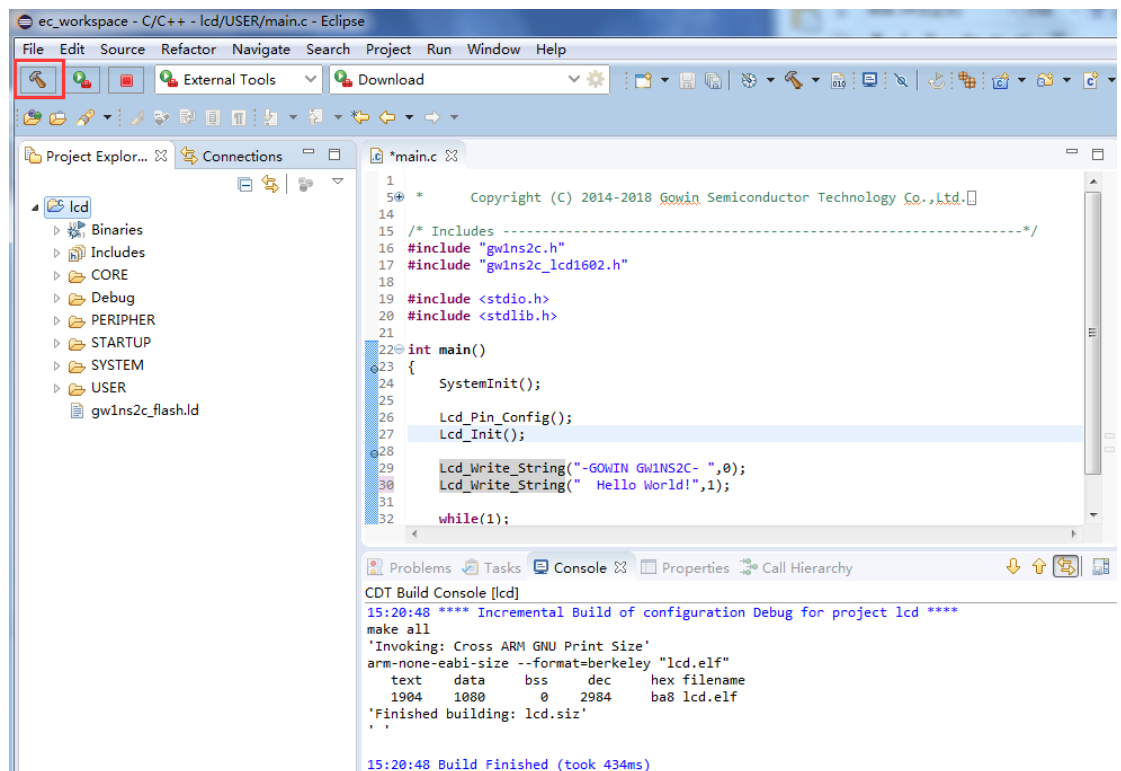 ec_workspace - C/C++ - lcd/USER/main.c - Eclipse
File Edit Source Refactor Navigate Search Project Run Window Help
External Tools Download
Project Explor... Connections
*main.c
lcd
Binaries
Includes
CORE
Debug
PERIPHER
STARTUP
SYSTEM
USER
gw1ns2c_flash.ld
1
5 * Copyright (C) 2014-2018 Gowin Semiconductor Technology Co.,Ltd.
14
15 /* Includes ------------------------------------------------------------------*/
16 #include "gw1ns2c.h"
17 #include "gw1ns2c_lcd1602.h"
18
19 #include <stdio.h>
20 #include <stdlib.h>
21
22 int main()
23 {
24 SystemInit();
25
26 Lcd_Pin_Config();
27 Lcd_Init();
28
29 Lcd_Write_String("-GOWIN GW1NS2C- ",0);
30 Lcd_Write_String("  Hello World!",1);
31
32 while(1);
Problems Tasks Console Properties Call Hierarchy
CDT Build Console [lcd]
15:20:48 **** Incremental Build of configuration Debug for project lcd ****
make all
'Invoking: Cross ARM GNU Print Size'
arm-none-eabi-size --format=berkeley "lcd.elf"
text data bss dec hex filename
1904 1080 0 2984 ba8 lcd.elf
'Finished building: lcd.siz'
' '
15:20:48 Build Finished (took 434ms)